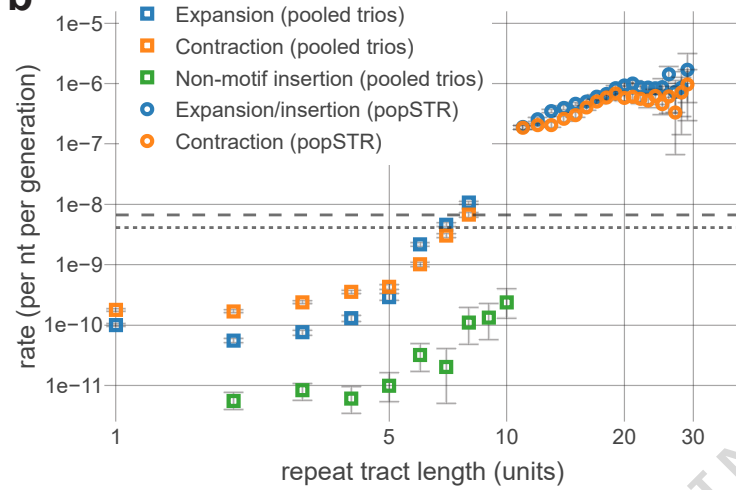 b
1e−5
1e−6
1e−7
1e−8
1e−9
1e−10
1e−11
rate (per nt per generation)
Expansion (pooled trios)
Contraction (pooled trios)
Non-motif insertion (pooled trios)
Expansion/insertion (popSTR)
Contraction (popSTR)
1 5 10 20 30
repeat tract length (units)